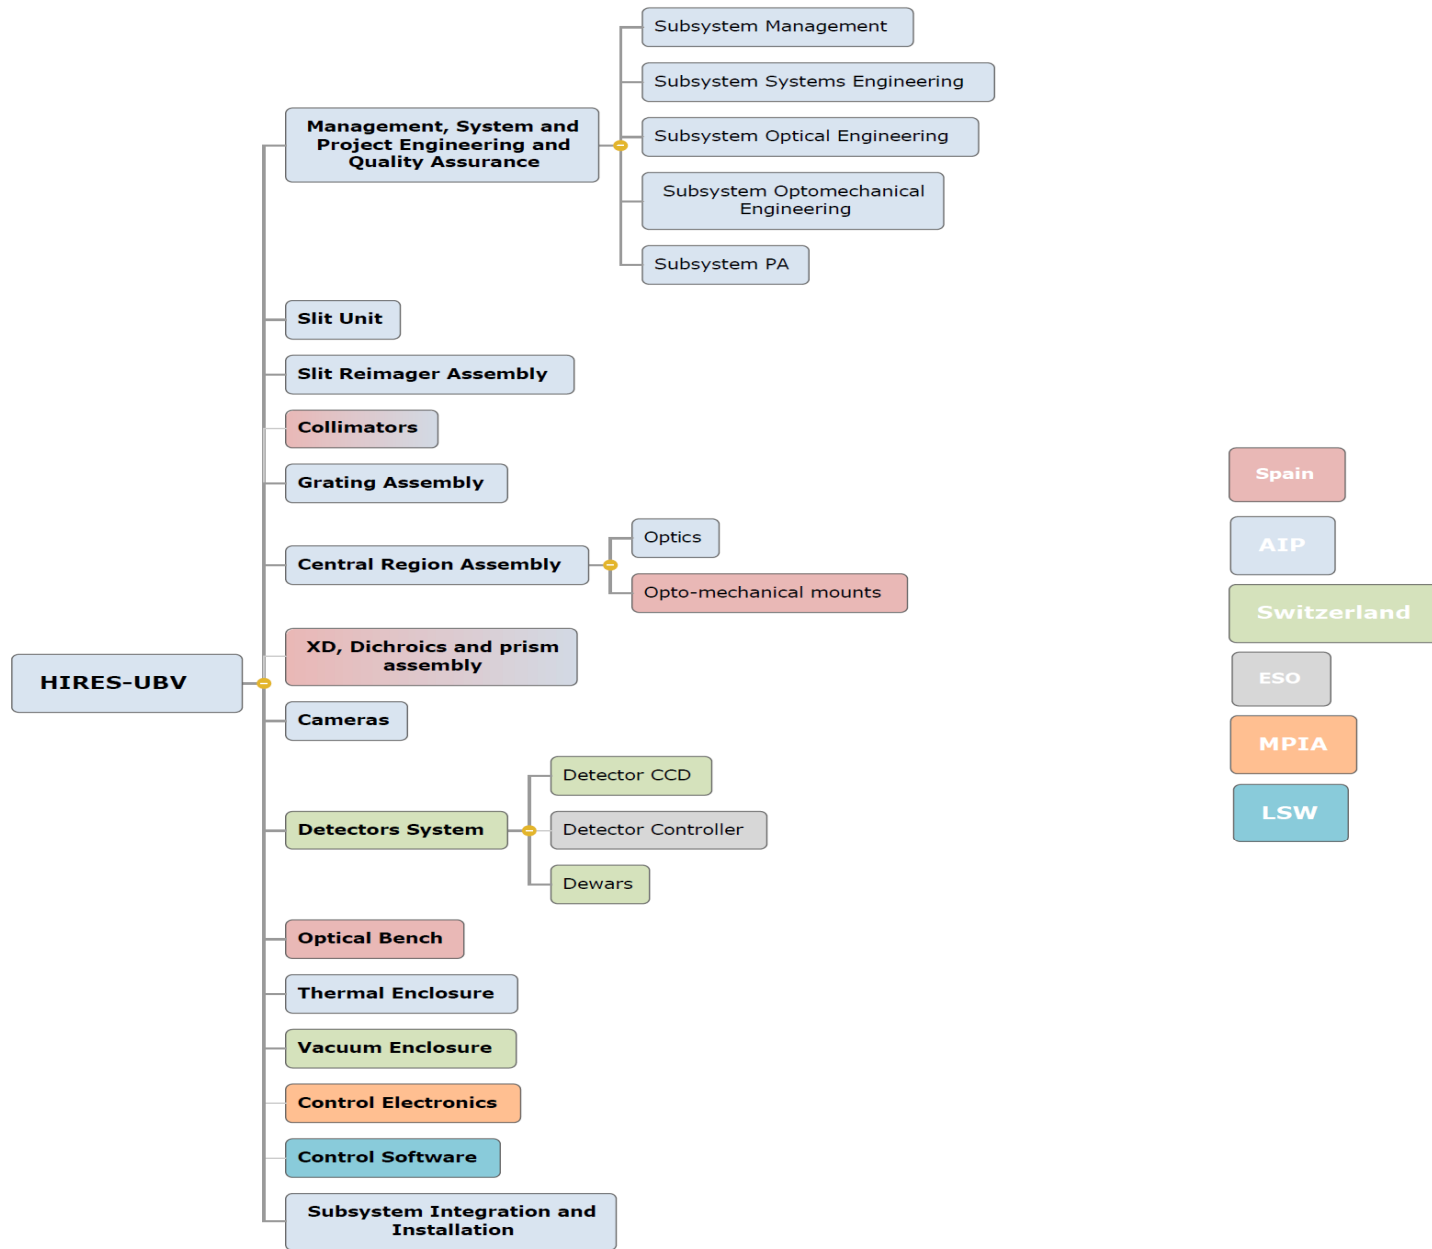 Subsystem Management
Subsystem Systems Engineering
Management, System and
Project Engineering and
Quality Assurance
Subsystem Optical Engineering
Subsystem Optomechanical
Engineering
Subsystem PA
Slit Unit
Slit Reimager Assembly
Collimators
Grating Assembly
Central Region Assembly
Optics
Opto-mechanical mounts
XD, Dichroics and prism
assembly
HIRES-UBV
Cameras
Detectors System
Detector CCD
Detector Controller
Dewars
Optical Bench
Thermal Enclosure
Vacuum Enclosure
Control Electronics
Control Software
Subsystem Integration and
Installation
Spain
AIP
Switzerland
ESO
MPIA
LSW